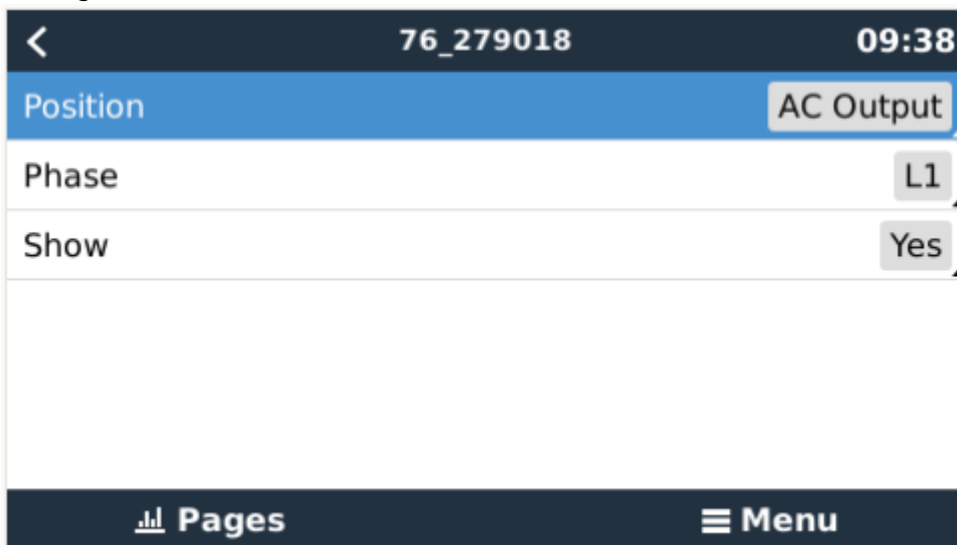 76_279018 09:38
Position AC Output
Phase L1
Show Yes
Pages Menu